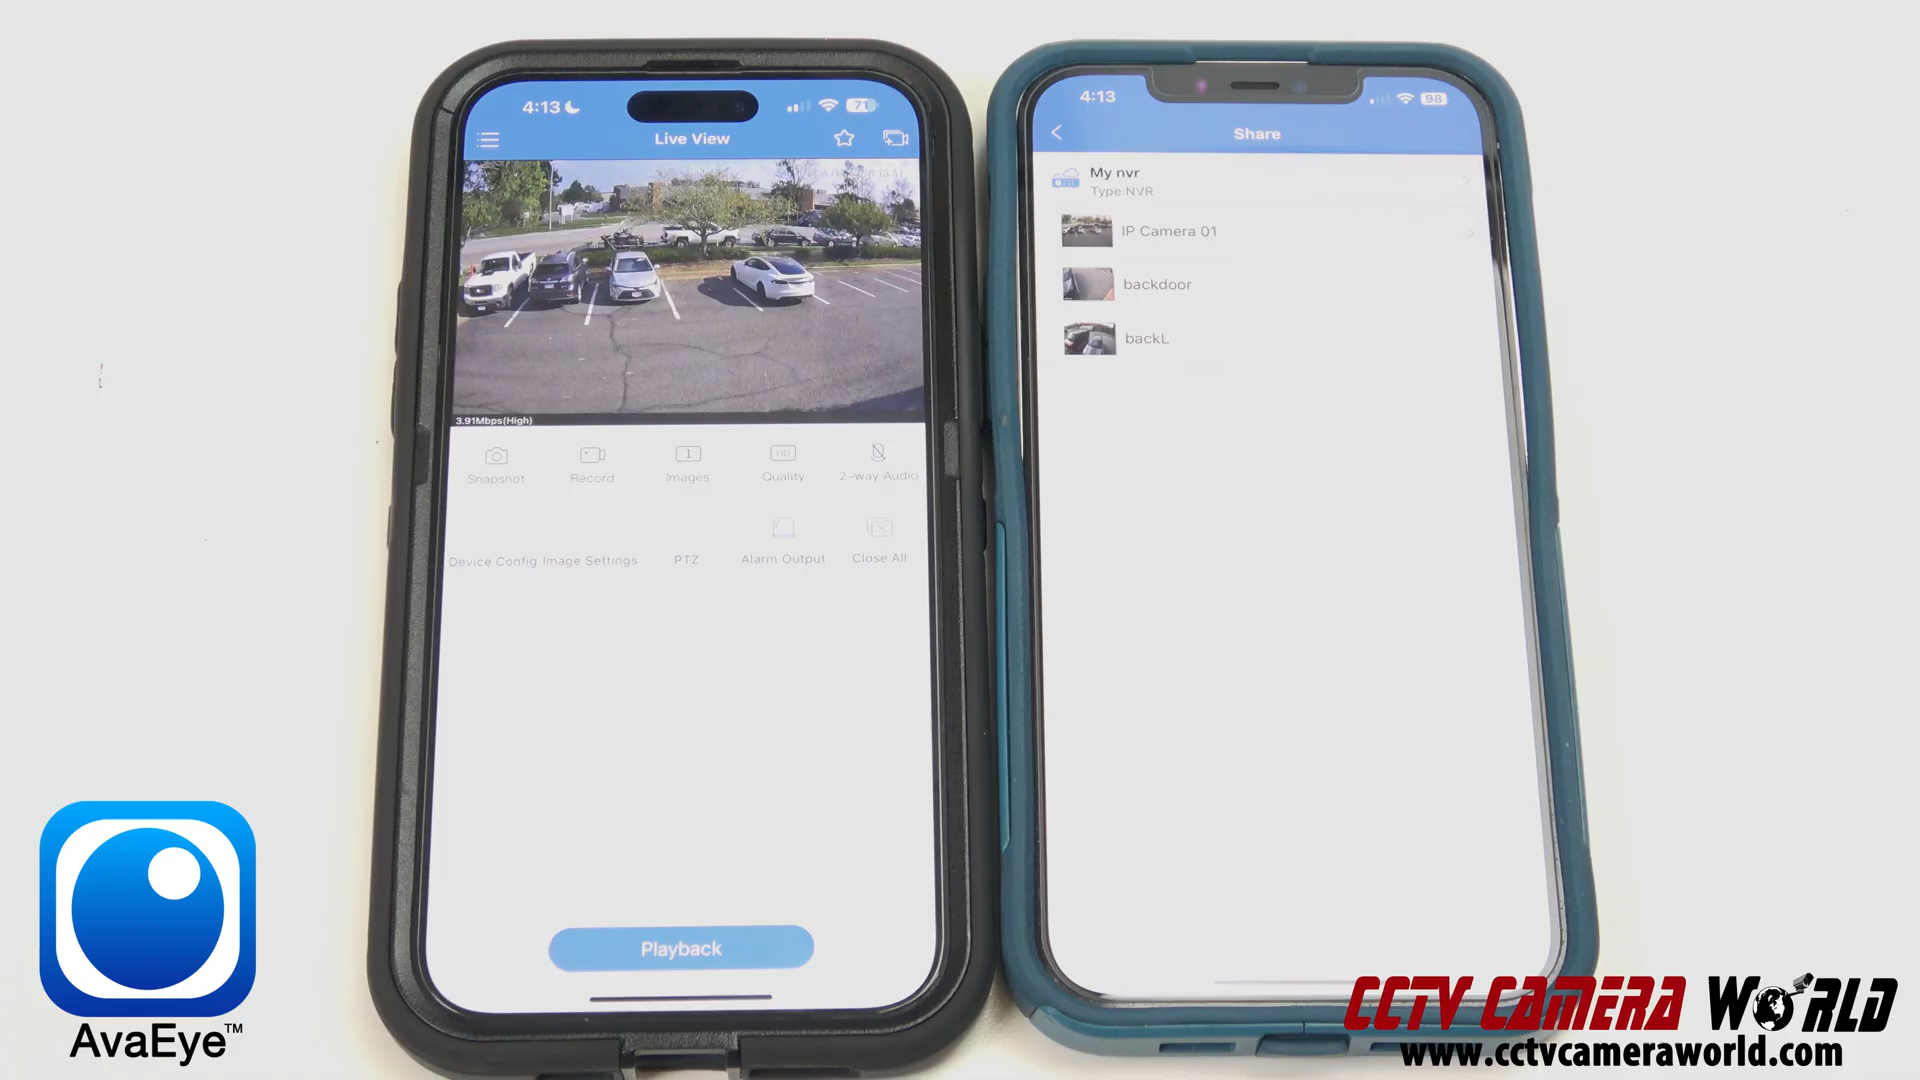 4:13
71
Live View
3.91Mbps(High)
Snapshot
Record
1
Images
HD
Quality
2-way Audio
Device Config
Image Settings
PTZ
Alarm Output
Close All
Playback
4:13
98
Share
My nvr
Type:NVR
IP Camera 01
backdoor
backL
AvaEye™
CCTV CAMERA WORLD
www.cctvcameraworld.com